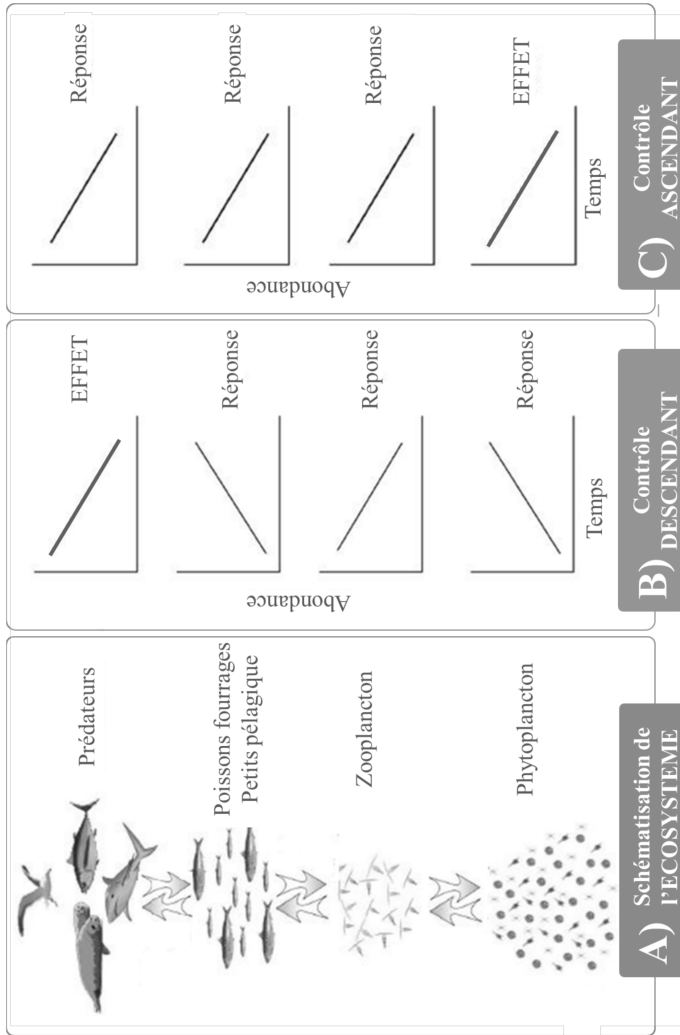 Prédateurs
Poissons fourrages
Petits pélagique
Zooplancton
Phytoplancton
A) Schématisation de
l'ECOSYSTEME
EFFET
Réponse
Réponse
Réponse
Abondance
Temps
B) Contrôle
DESCENDANT
Réponse
Réponse
Réponse
EFFET
Abondance
Temps
C) Contrôle
ASCENDANT